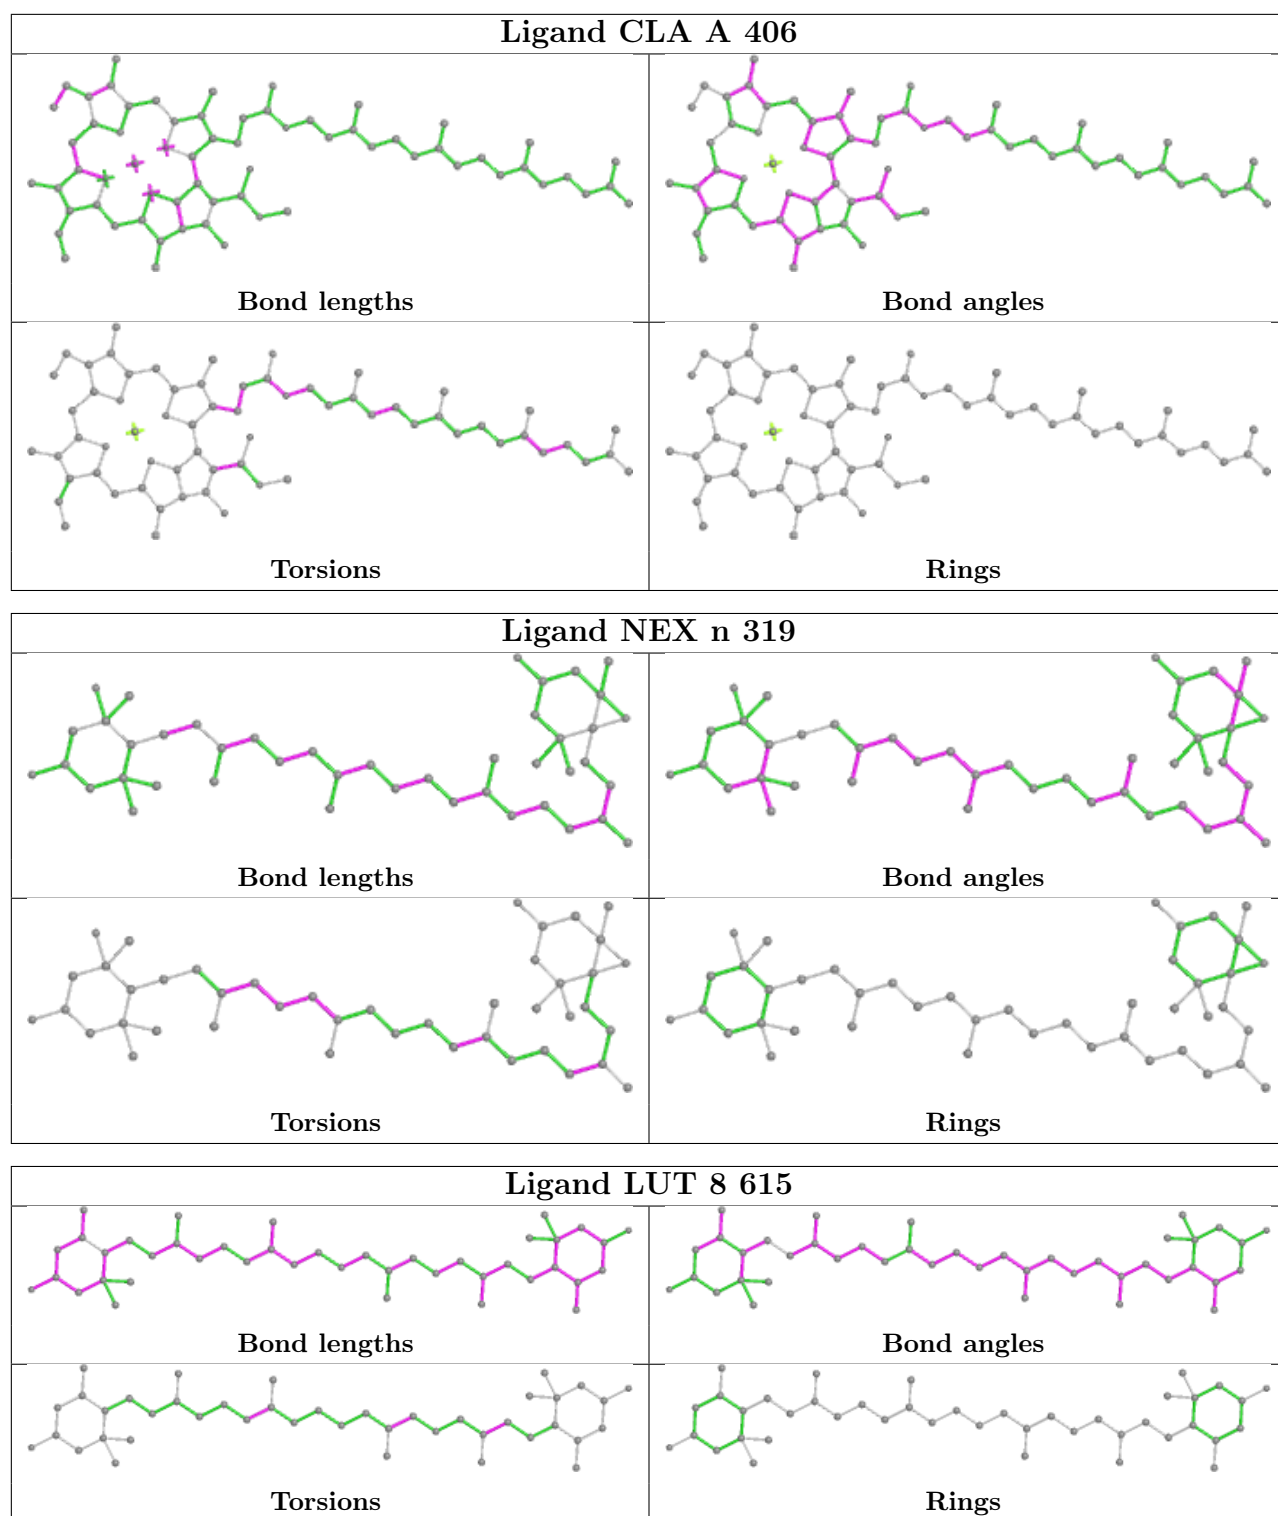 Ligand CLA A 406
Bond lengths
Bond angles
Torsions
Rings
Ligand NEX n 319
Bond lengths
Bond angles
Torsions
Rings
Ligand LUT 8 615
Bond lengths
Bond angles
Torsions
Rings